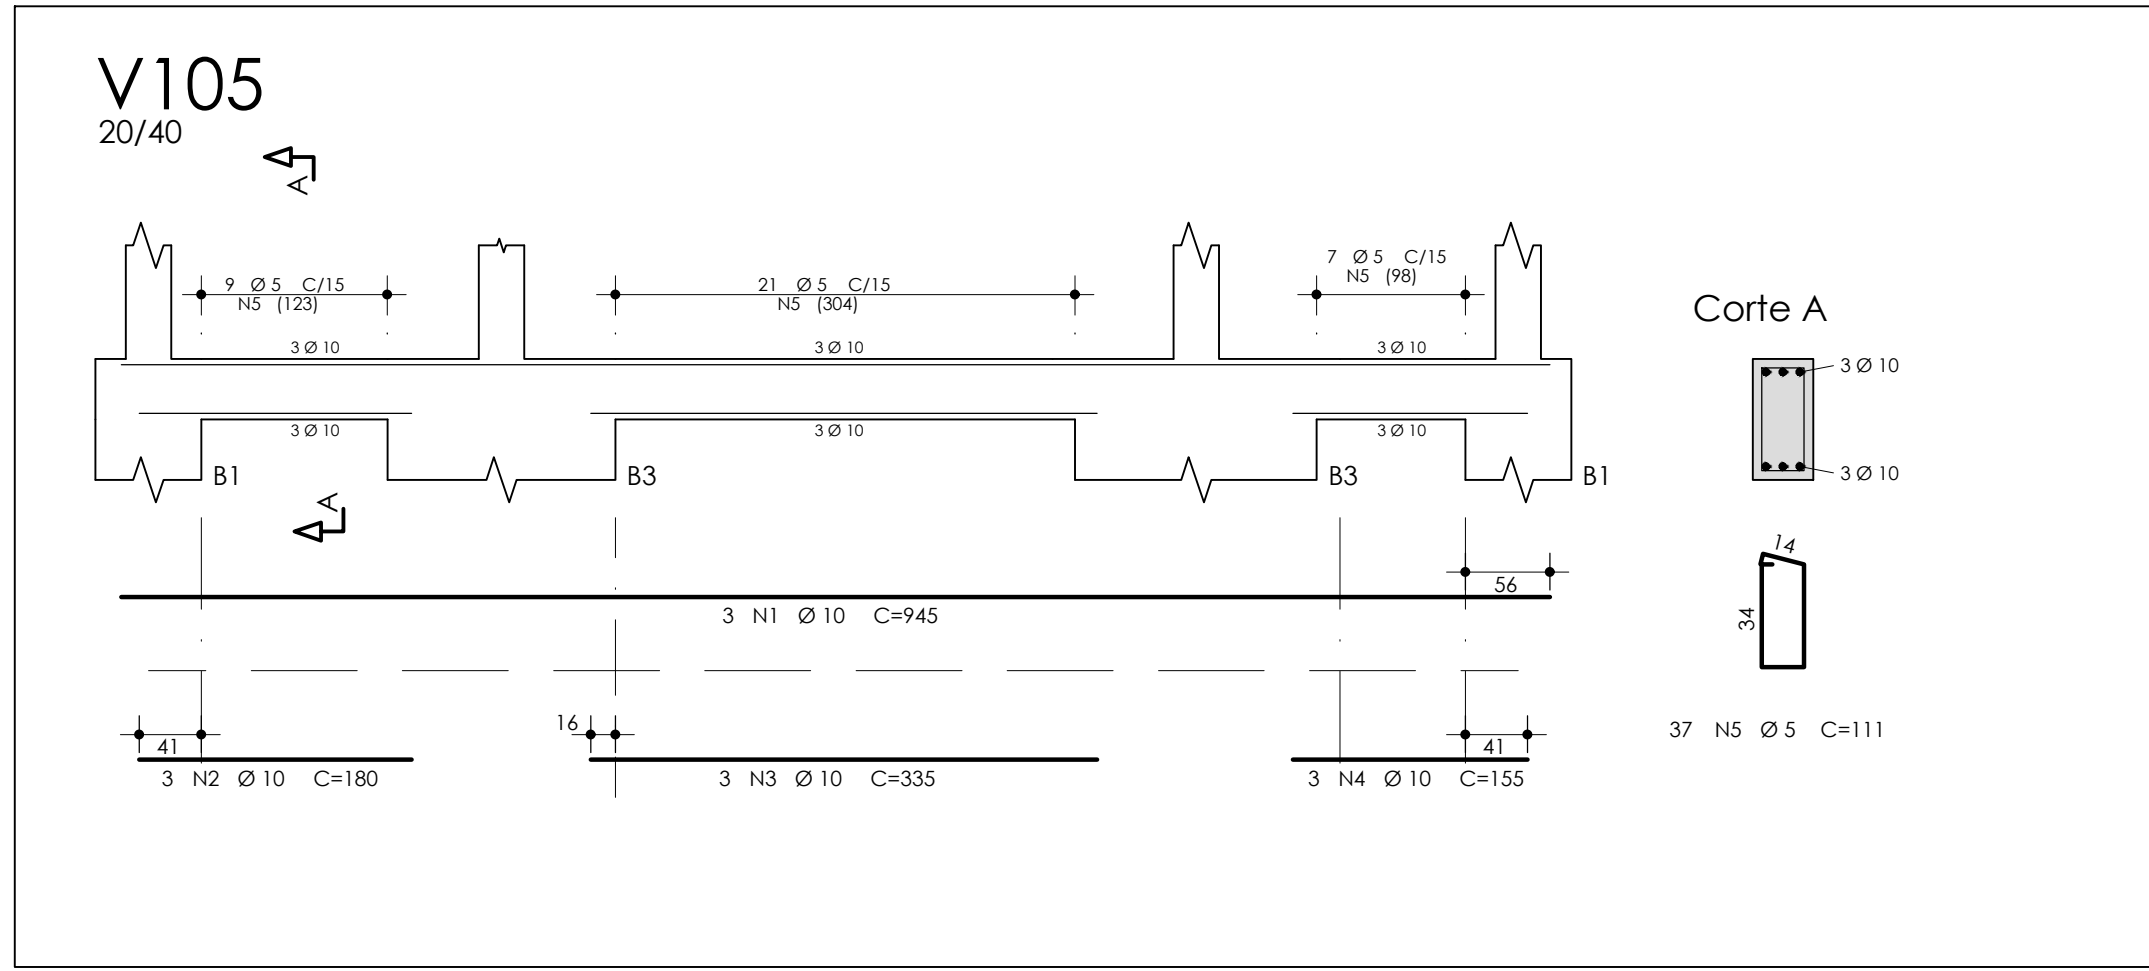 V105
20/40
A
9 Ø 5 C/15
N5 (123)
21 Ø 5 C/15
N5 (304)
7 Ø 5 C/15
N5 (98)
3 Ø 10
3 Ø 10
3 Ø 10
3 Ø 10
3 Ø 10
3 Ø 10
B1
B3
B3
B1
A
56
3 N1 Ø 10 C=945
41
16
41
3 N2 Ø 10 C=180
3 N3 Ø 10 C=335
3 N4 Ø 10 C=155
Corte A
3 Ø 10
3 Ø 10
14
34
37 N5 Ø 5 C=111